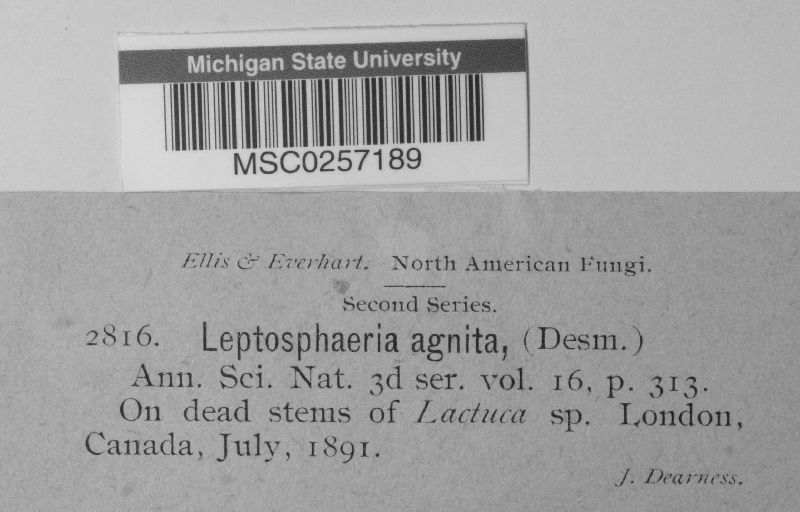 Michigan State University
MSC0257189
Ellis & Everhart. North American Fungi.
Second Series.
2816. Leptosphaeria agnita, (Desm.)
Ann. Sci. Nat. 3d ser. vol. 16, p. 313.
On dead stems of Lactuca sp. London,
Canada, July, 1891.
J. Dearness.